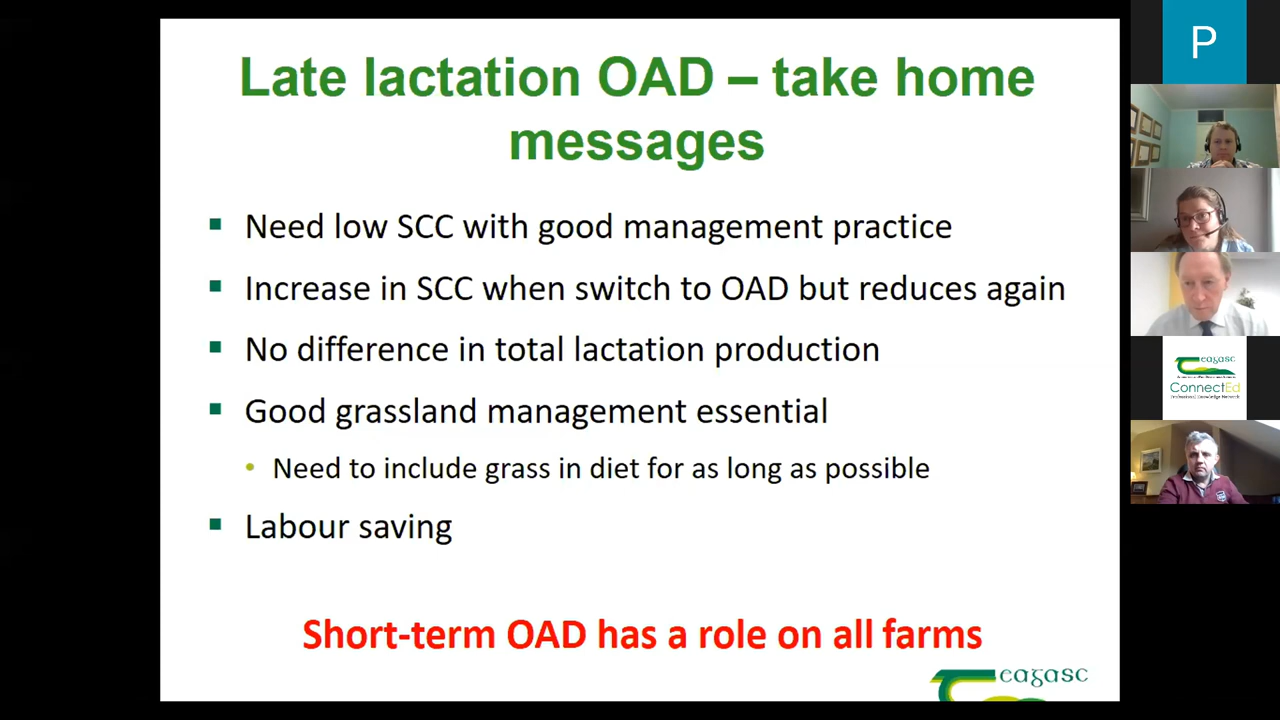 Late lactation OAD – take home
messages
Need low SCC with good management practice
Increase in SCC when switch to OAD but reduces again
No difference in total lactation production
Good grassland management essential
Need to include grass in diet for as long as possible
Labour saving
Short-term OAD has a role on all farms
eagasc
P
eagasc
ConnectEd